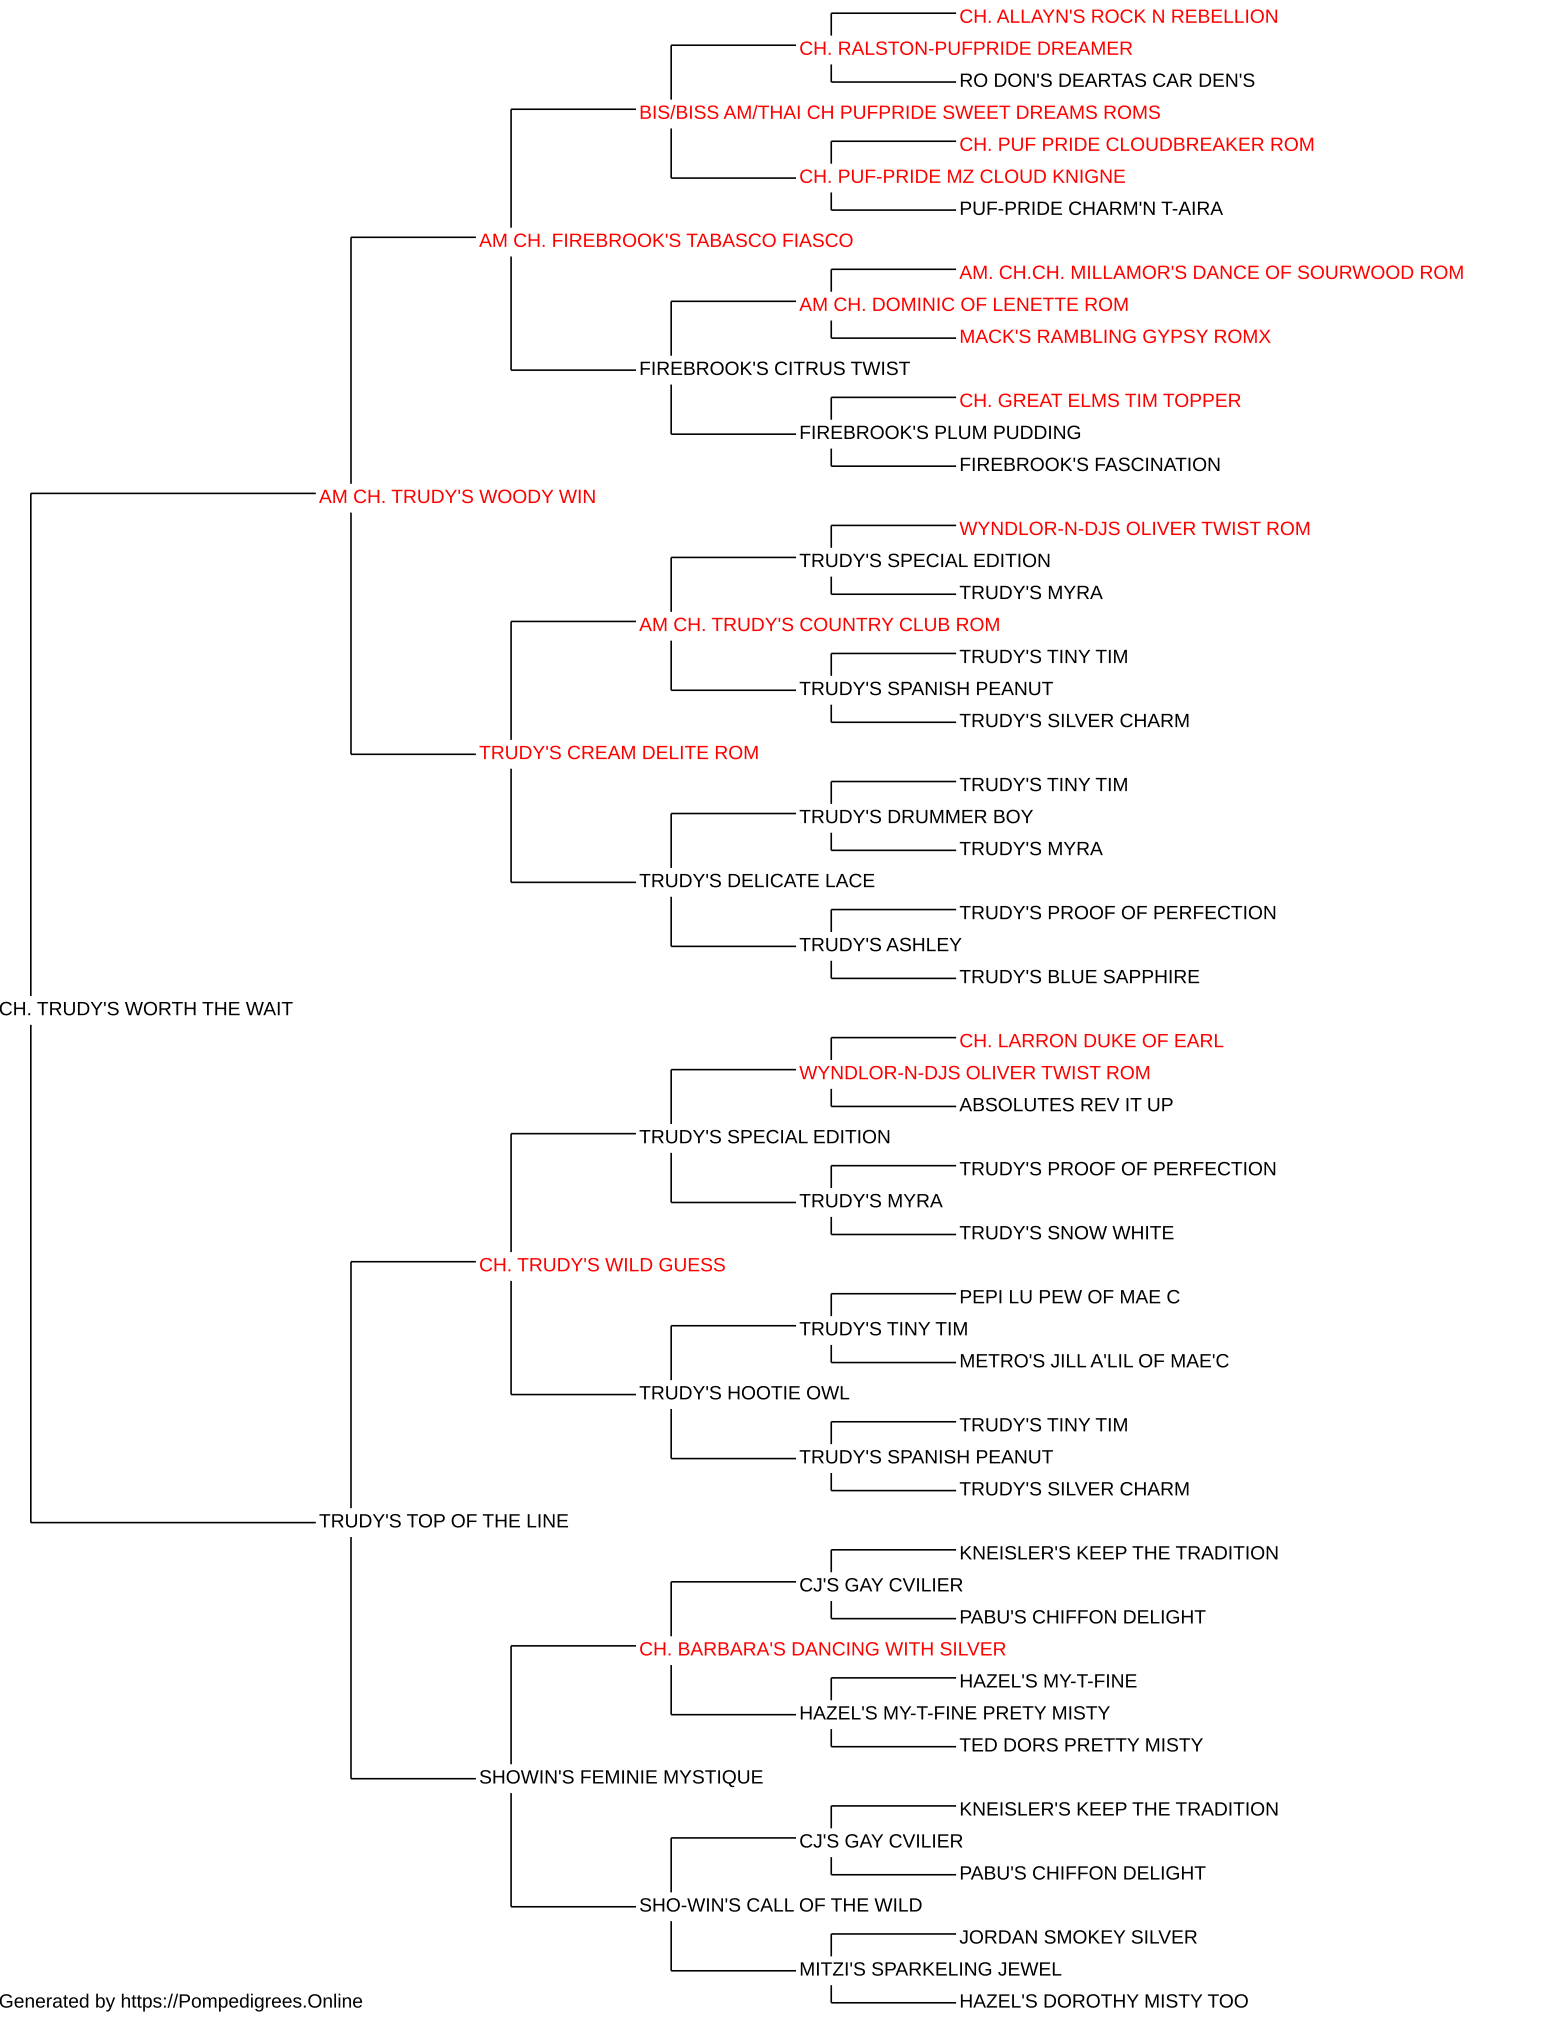 CH. ALLAYN'S ROCK N REBELLION
CH. RALSTON-PUFPRIDE DREAMER
RO DON'S DEARTAS CAR DEN'S
BIS/BISS AM/THAI CH PUFPRIDE SWEET DREAMS ROMS
CH. PUF PRIDE CLOUDBREAKER ROM
CH. PUF-PRIDE MZ CLOUD KNIGNE
PUF-PRIDE CHARM'N T-AIRA
AM CH. FIREBROOK'S TABASCO FIASCO
AM. CH.CH. MILLAMOR'S DANCE OF SOURWOOD ROM
AM CH. DOMINIC OF LENETTE ROM
MACK'S RAMBLING GYPSY ROMX
FIREBROOK'S CITRUS TWIST
CH. GREAT ELMS TIM TOPPER
FIREBROOK'S PLUM PUDDING
FIREBROOK'S FASCINATION
AM CH. TRUDY'S WOODY WIN
WYNDLOR-N-DJS OLIVER TWIST ROM
TRUDY'S SPECIAL EDITION
TRUDY'S MYRA
AM CH. TRUDY'S COUNTRY CLUB ROM
TRUDY'S TINY TIM
TRUDY'S SPANISH PEANUT
TRUDY'S SILVER CHARM
TRUDY'S CREAM DELITE ROM
TRUDY'S TINY TIM
TRUDY'S DRUMMER BOY
TRUDY'S MYRA
TRUDY'S DELICATE LACE
TRUDY'S PROOF OF PERFECTION
TRUDY'S ASHLEY
TRUDY'S BLUE SAPPHIRE
CH. TRUDY'S WORTH THE WAIT
CH. LARRON DUKE OF EARL
WYNDLOR-N-DJS OLIVER TWIST ROM
ABSOLUTES REV IT UP
TRUDY'S SPECIAL EDITION
TRUDY'S PROOF OF PERFECTION
TRUDY'S MYRA
TRUDY'S SNOW WHITE
CH. TRUDY'S WILD GUESS
PEPI LU PEW OF MAE C
TRUDY'S TINY TIM
METRO'S JILL A'LIL OF MAE'C
TRUDY'S HOOTIE OWL
TRUDY'S TINY TIM
TRUDY'S SPANISH PEANUT
TRUDY'S SILVER CHARM
TRUDY'S TOP OF THE LINE
KNEISLER'S KEEP THE TRADITION
CJ'S GAY CVILIER
PABU'S CHIFFON DELIGHT
CH. BARBARA'S DANCING WITH SILVER
HAZEL'S MY-T-FINE
HAZEL'S MY-T-FINE PRETY MISTY
TED DORS PRETTY MISTY
SHOWIN'S FEMINIE MYSTIQUE
KNEISLER'S KEEP THE TRADITION
CJ'S GAY CVILIER
PABU'S CHIFFON DELIGHT
SHO-WIN'S CALL OF THE WILD
JORDAN SMOKEY SILVER
MITZI'S SPARKELING JEWEL
HAZEL'S DOROTHY MISTY TOO
Generated by https://Pompedigrees.Online